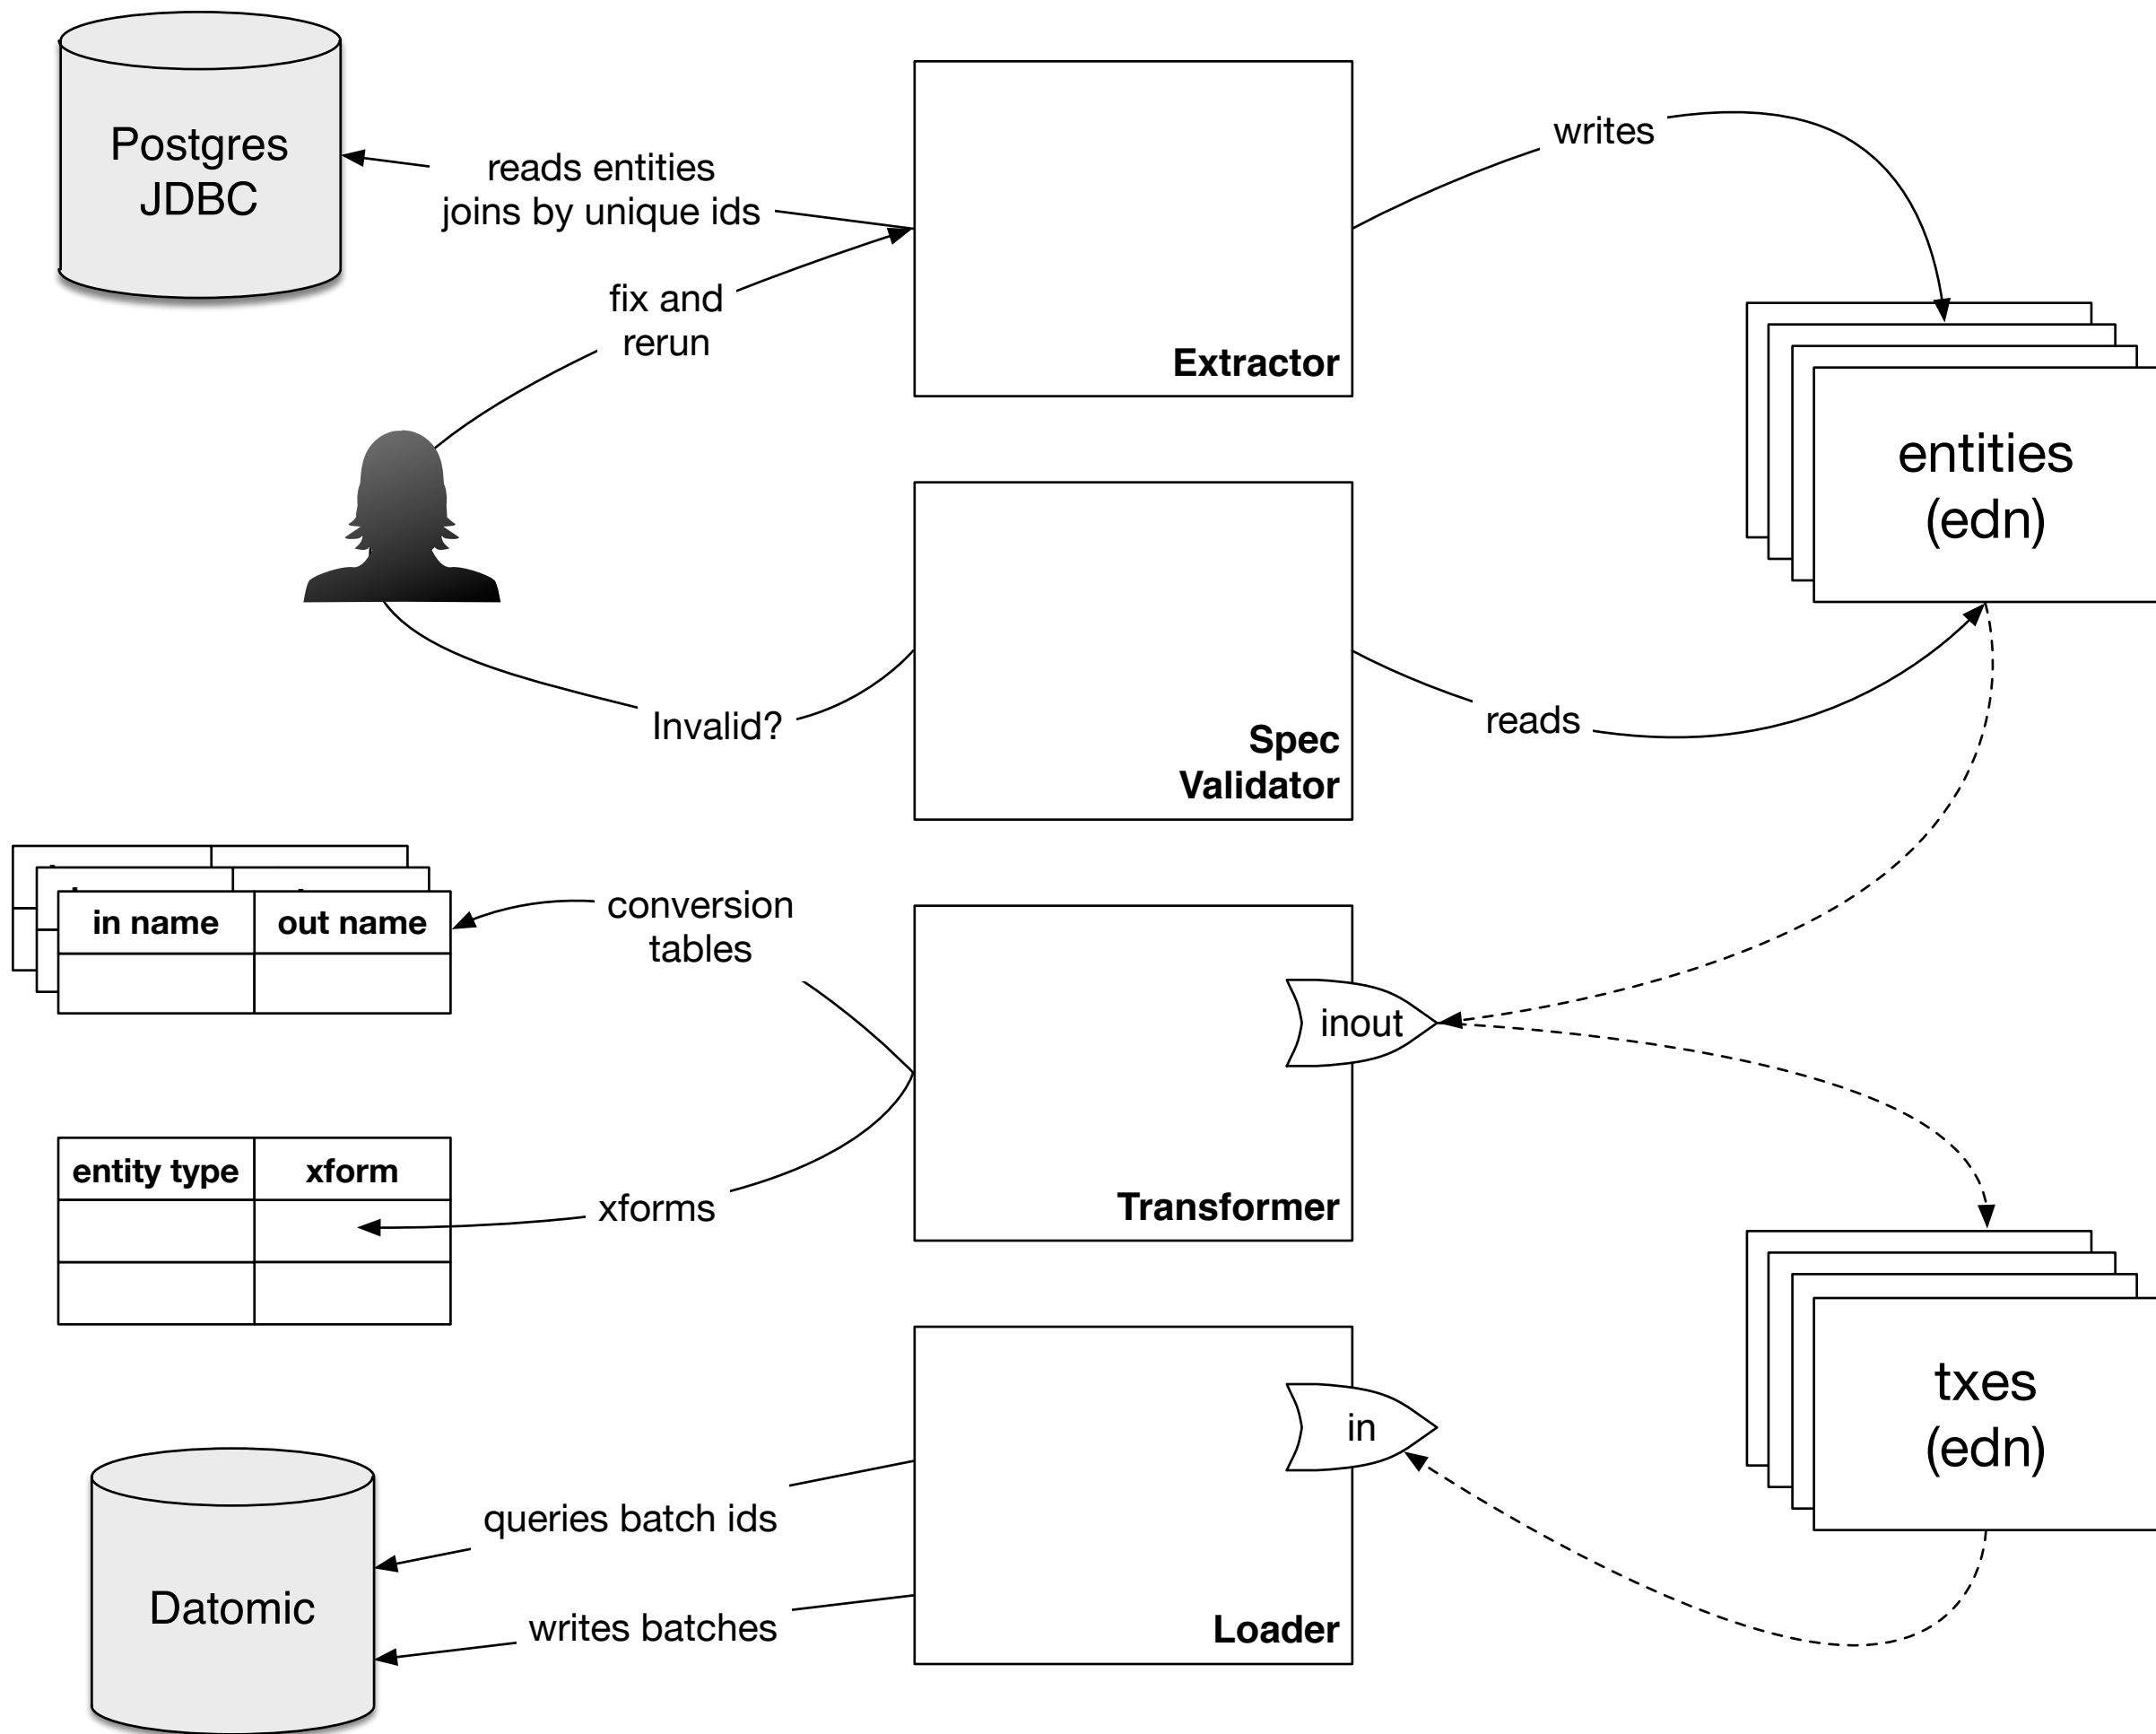 Postgres
JDBC
reads entities
joins by unique ids
writes
fix and
rerun
Extractor
entities
(edn)
Invalid?
Spec
Validator
reads
in name
out name
conversion
tables
inout
entity type
xform
xforms
Transformer
txes
(edn)
in
queries batch ids
Datomic
writes batches
Loader